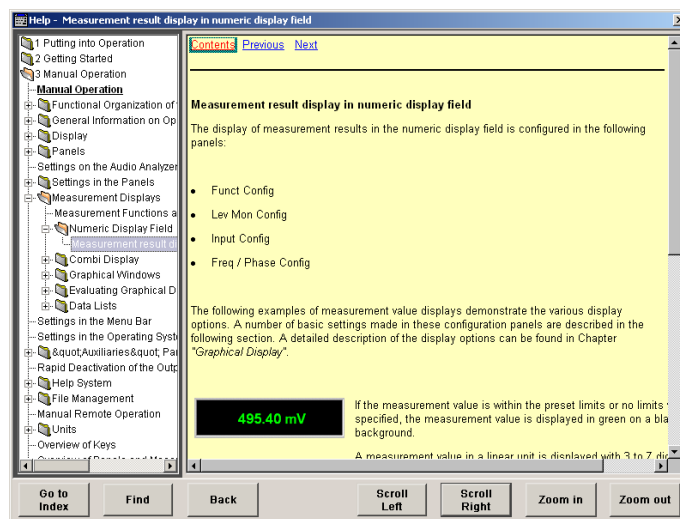 Help - Measurement result display in numeric display field
1 Putting into Operation
2 Getting Started
3 Manual Operation
Manual Operation
Functional Organization of
General Information on Op
Display
Panels
Settings on the Audio Analyzer
Settings in the Panels
Measurement Displays
Measurement Functions a
Numeric Display Field
Measurement result di
Combi Display
Graphical Windows
Evaluating Graphical D
Data Lists
Settings in the Menu Bar
Settings in the Operating Syst
&quot;Auxiliaries&quot; Pa
Rapid Deactivation of the Outp
Help System
File Management
Manual Remote Operation
Units
Overview of Keys
Contents Previous Next
Measurement result display in numeric display field
The display of measurement results in the numeric display field is configured in the following
panels:
• Funct Config
• Lev Mon Config
• Input Config
• Freq / Phase Config
The following examples of measurement value displays demonstrate the various display
options. A number of basic settings made in these configuration panels are described in the
following section. A detailed description of the display options can be found in Chapter
"Graphical Display".
495.40 mV
If the measurement value is within the preset limits or no limits
specified, the measurement value is displayed in green on a bla
background.
A measurement value in a linear unit is displayed with 3 to 7 dig
Go to
Index
Find
Back
Scroll
Left
Scroll
Right
Zoom in
Zoom out